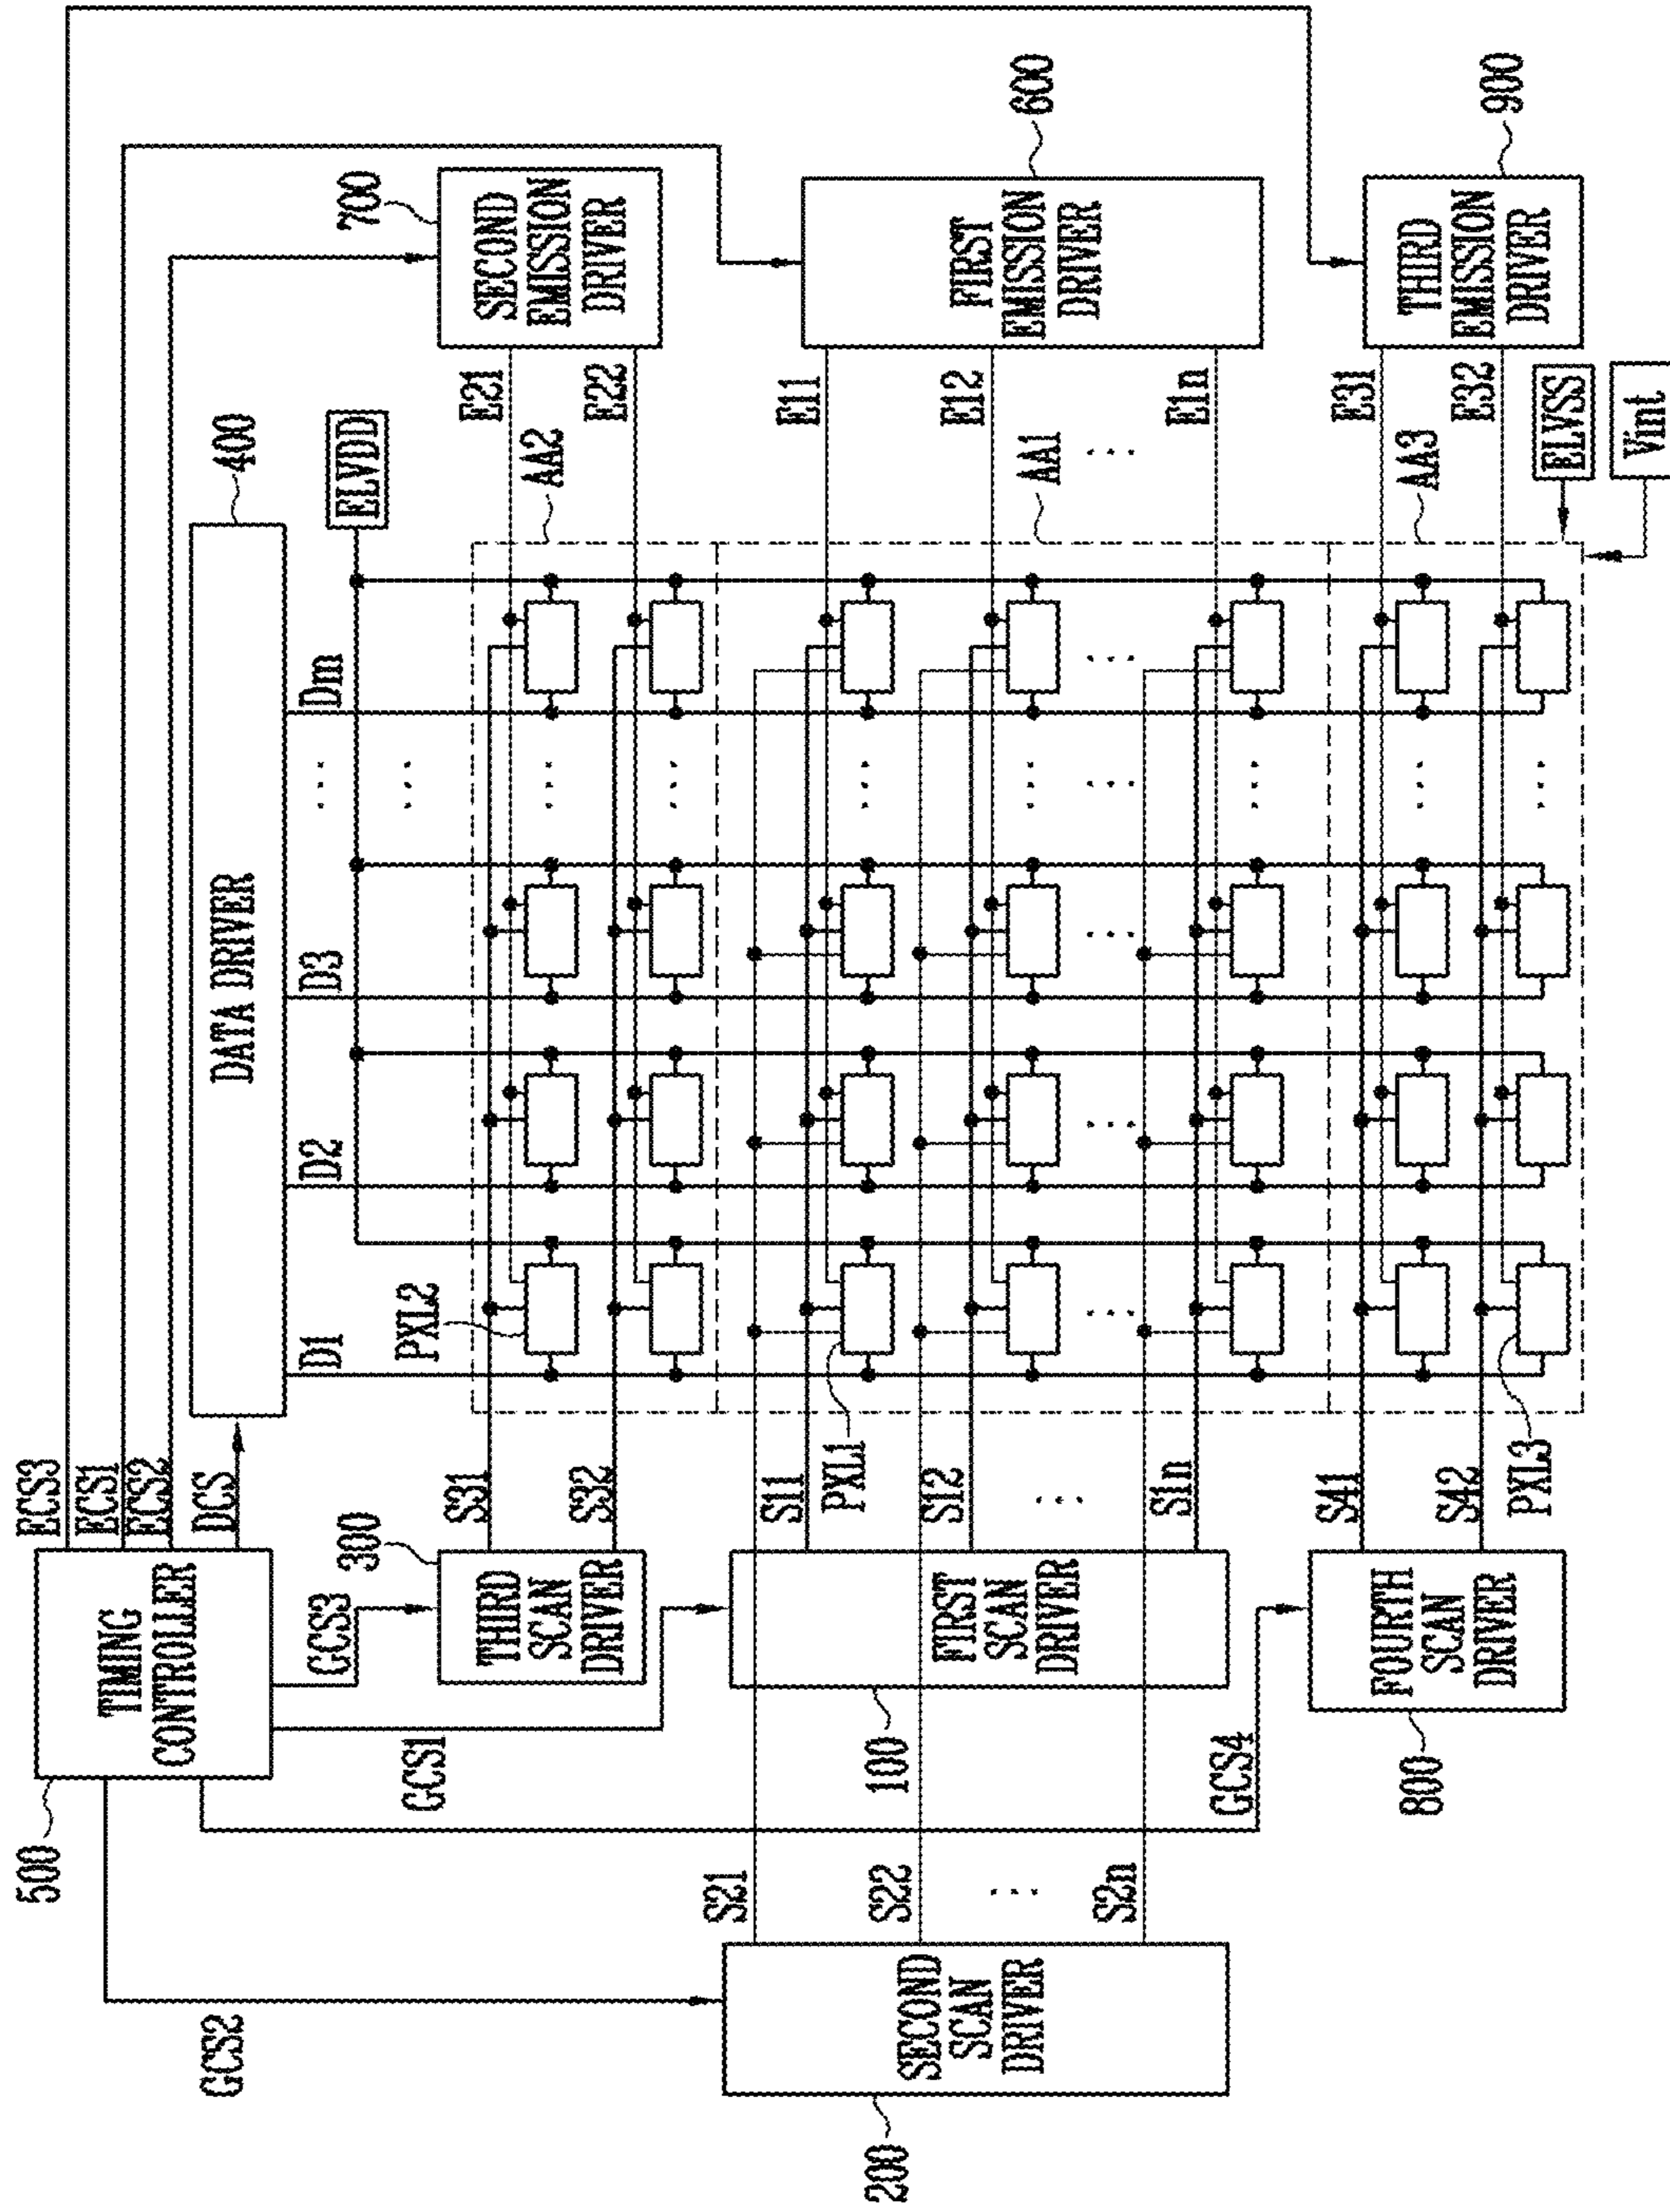 ECS3
ECS1
ECS2
DCS
500
TIMING
CONTROLLER
DATA DRIVER
400
D1
D2
D3
...
Dm
ELVDD
GCS2
GCS3
GCS1
GCS4
300
THIRD
SCAN
DRIVER
S31
S32
PXL2
AA2
E21
E22
700
SECOND
EMISSION
DRIVER
200
SECOND
SCAN
DRIVER
S21
S22
...
S2n
100
FIRST
SCAN
DRIVER
S11
PXL1
S12
...
S1n
AA1
E11
E12
...
E1n
600
FIRST
EMISSION
DRIVER
800
FOURTH
SCAN
DRIVER
S41
S42
PXL3
AA3
E31
E32
900
THIRD
EMISSION
DRIVER
ELVSS
Vint